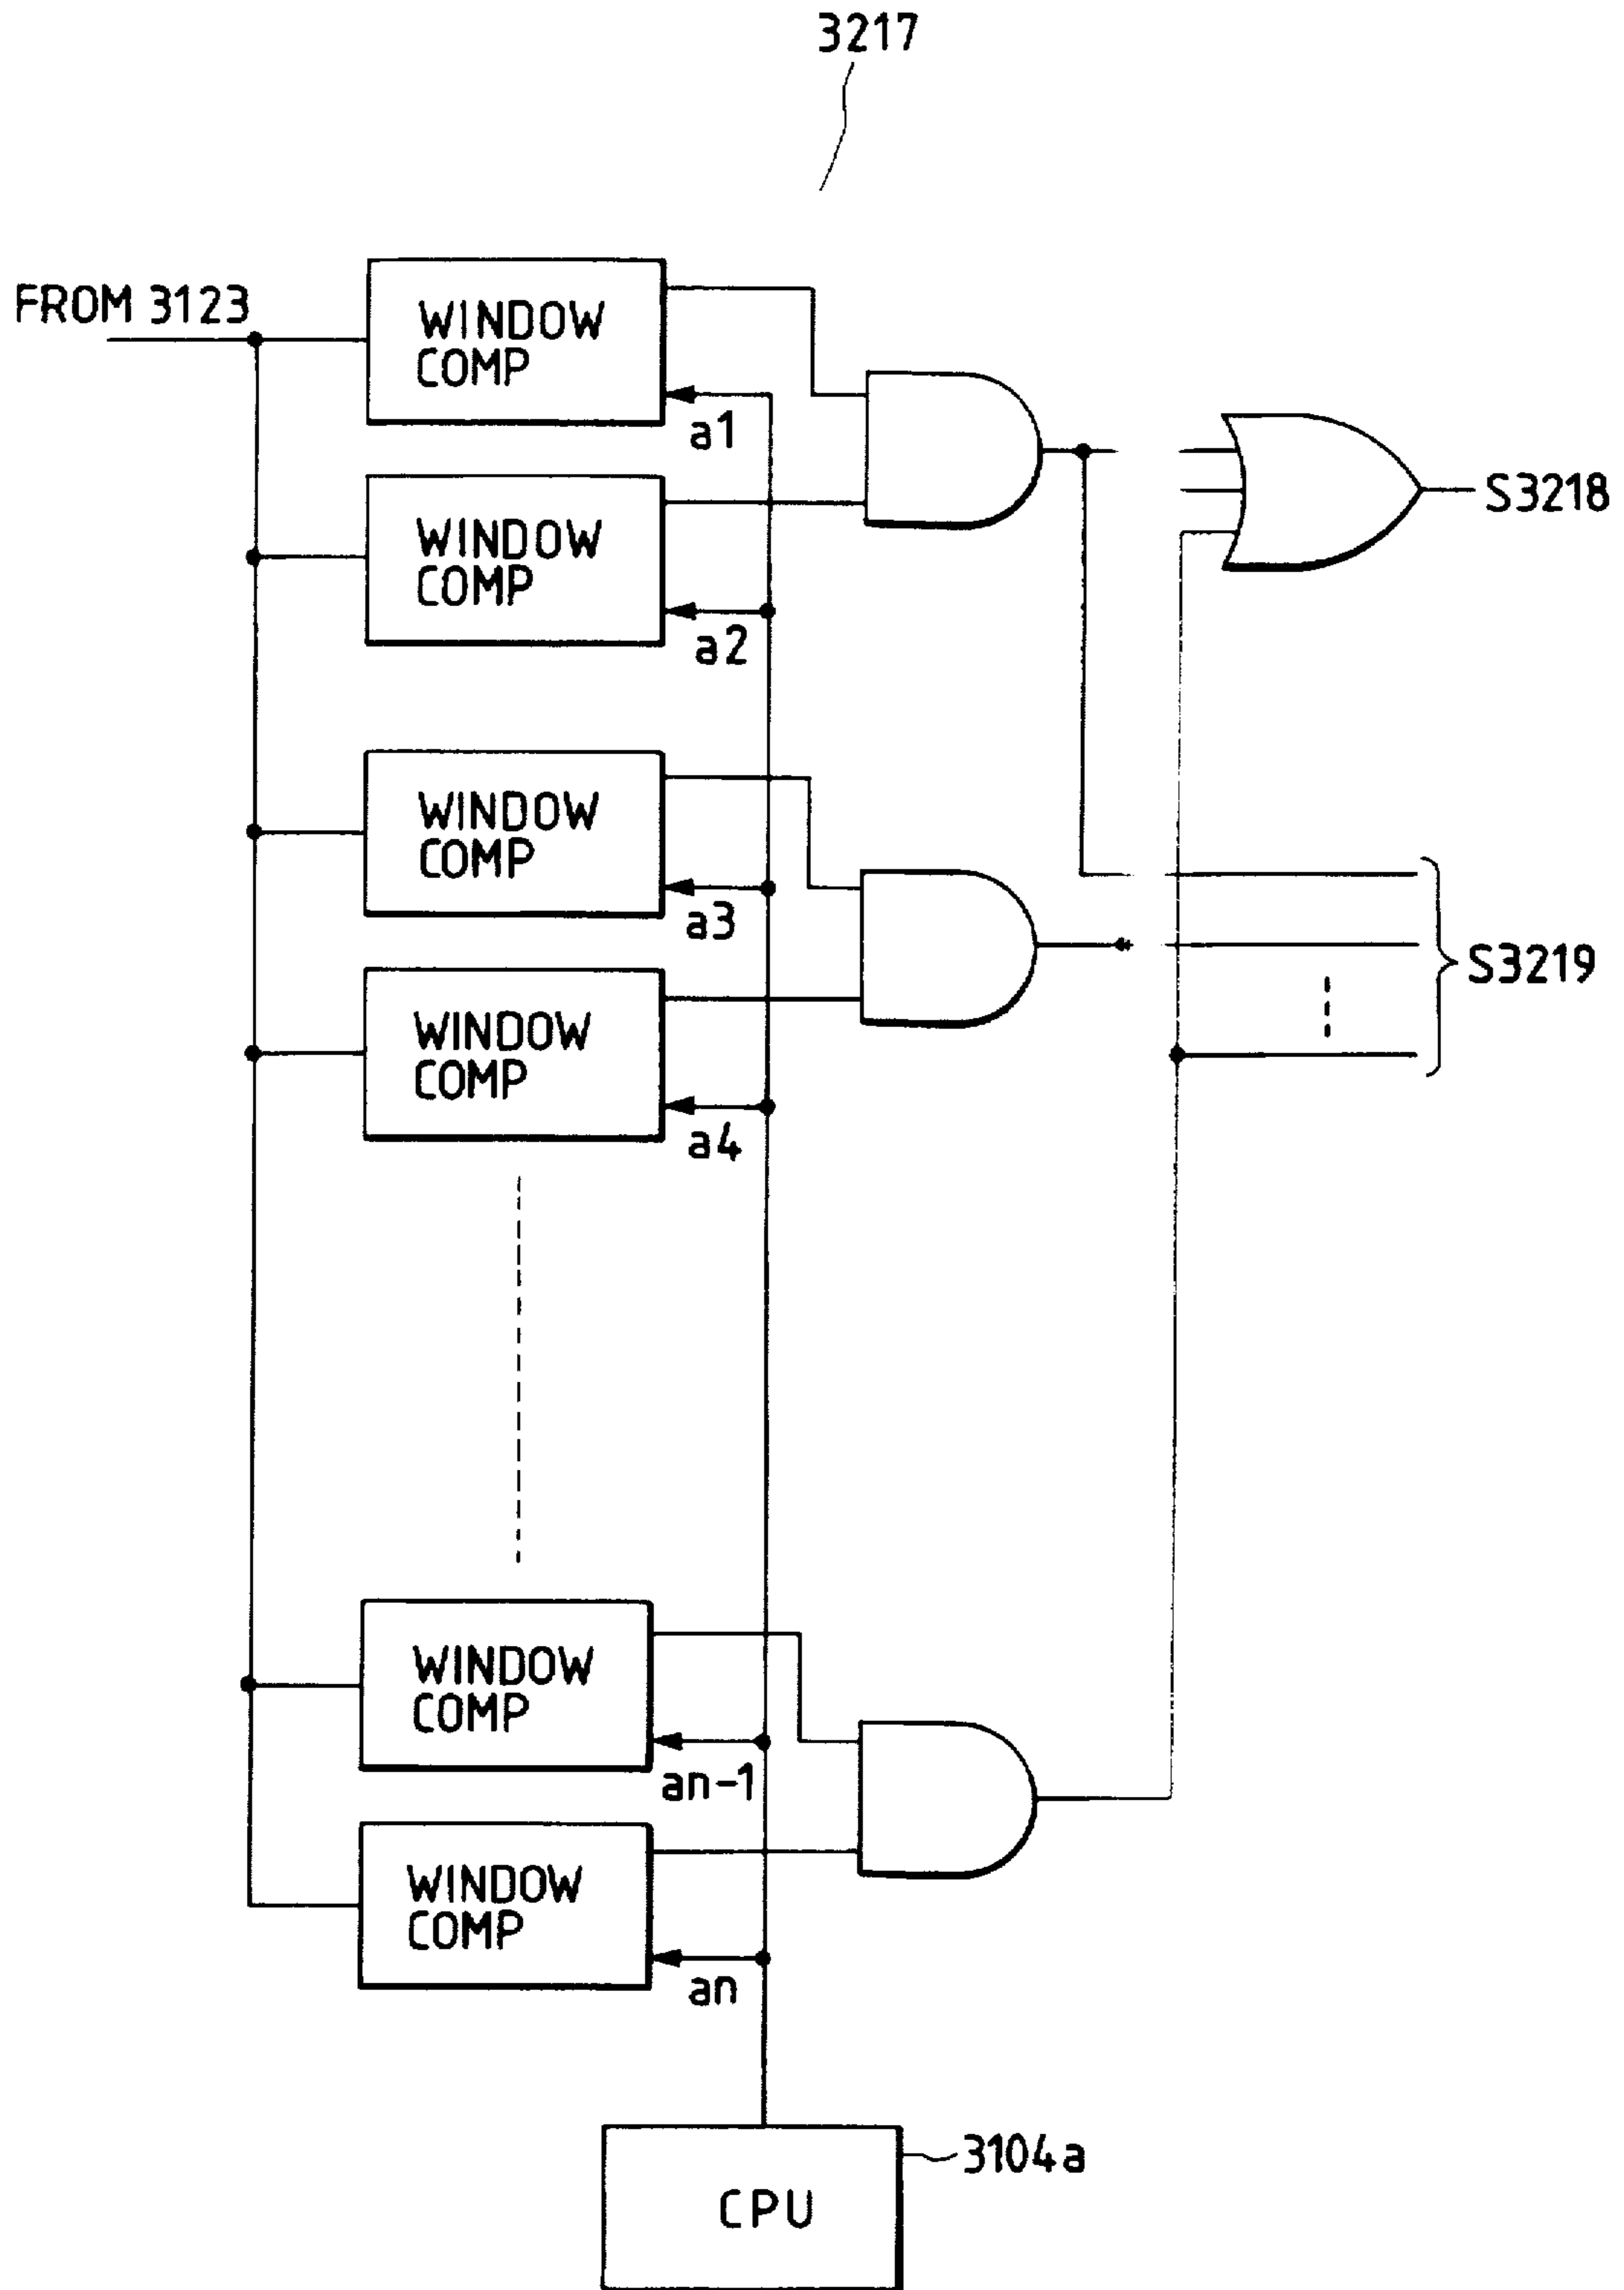 3217
FROM 3123
WINDOW
COMP
a1
S3218
WINDOW
COMP
a2
WINDOW
COMP
a3
S3219
WINDOW
COMP
a4
WINDOW
COMP
an-1
WINDOW
COMP
an
3104a
CPU